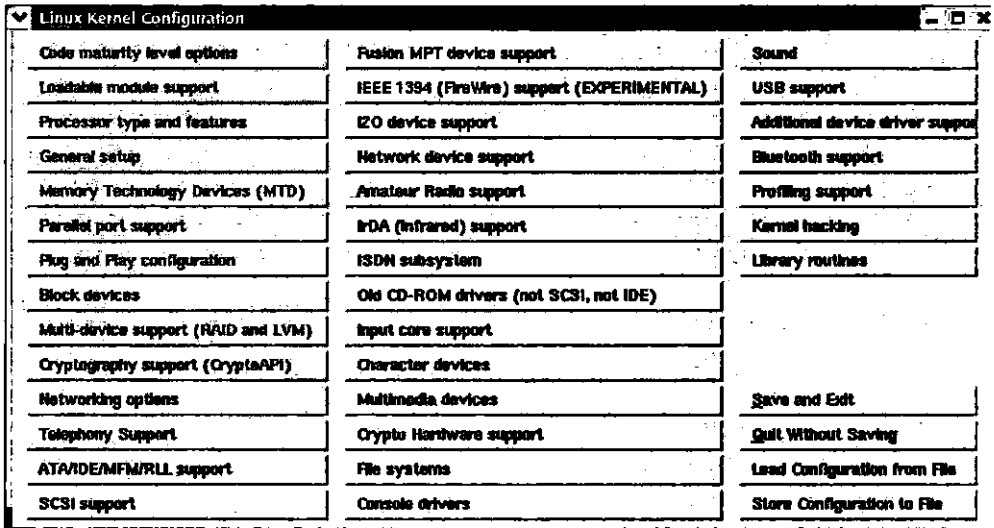 Linux Kernel Configuration
Code maturity level options
Loadable module support
Processor type and features
General setup
Memory Technology Devices (MTD)
Parallel port support
Plug and Play configuration
Block devices
Multi-device support (RAID and LVM)
Cryptography support (CryptoAPI)
Networking options
Telephony Support
ATA/IDE/MFM/RLL support
SCSI support
Fusion MPT device support
IEEE 1394 (FireWire) support (EXPERIMENTAL)
I2O device support
Network device support
Amateur Radio support
IrDA (infrared) support
ISDN subsystem
Old CD-ROM drivers (not SCSI, not IDE)
Input core support
Character devices
Multimedia devices
Crypto Hardware support
File systems
Console drivers
Sound
USB support
Additional device driver suppor
Bluetooth support
Profiling support
Kernel hacking
Library routines
Save and Exit
Quit Without Saving
Load Configuration from File
Store Configuration to File